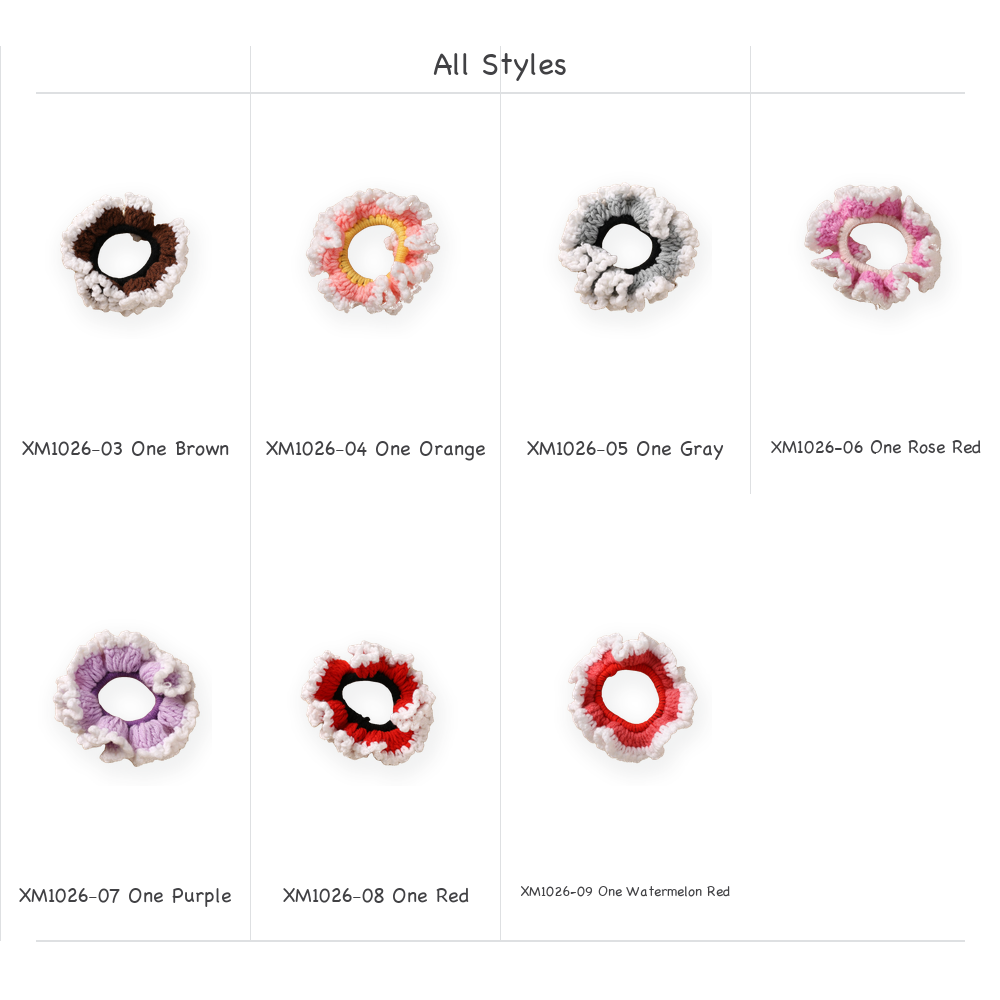 All Styles
XM1026-03 One Brown
XM1026-04 One Orange
XM1026-05 One Gray
XM1026-06 One Rose Red
XM1026-07 One Purple
XM1026-08 One Red
XM1026-09 One Watermelon Red